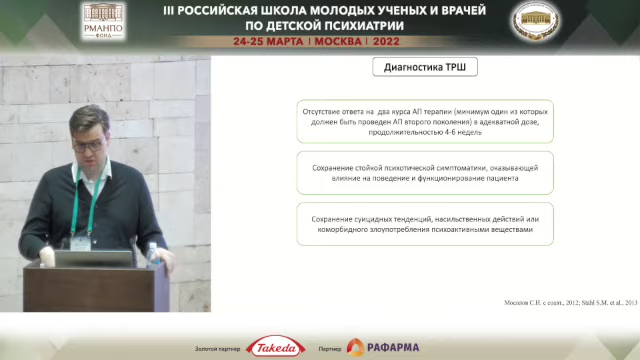 РМАНПО
ФОНД
III РОССИЙСКАЯ ШКОЛА МОЛОДЫХ УЧЕНЫХ И ВРАЧЕЙ
ПО ДЕТСКОЙ ПСИХИАТРИИ
24-25 МАРТА | МОСКВА | 2022
Диагностика ТРШ
Отсутствие ответа на два курса АП терапии (минимум один из которых
должен быть проведен АП второго поколения) в адекватной дозе,
продолжительностью 4-6 недель
Сохранение стойкой психотической симптоматики, оказывающей
влияние на поведение и функционирование пациента
Сохранение суицидных тенденций, насильственных действий или
коморбидного злоупотребления психоактивными веществами
Мосолов С.Н. с соавт., 2012; Stahl S.M. et al., 2013
Золотой партнер
Takeda
Партнер
РАФАРМА